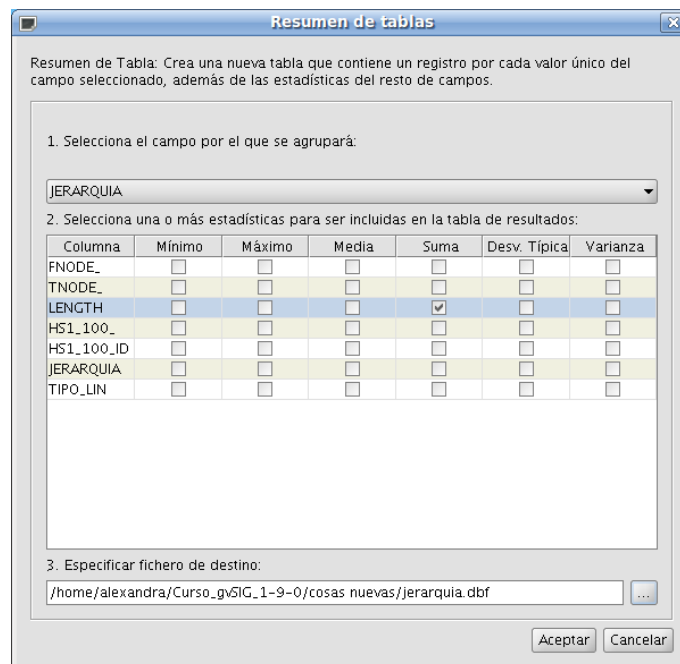 Resumen de tablas
Resumen de Tabla: Crea una nueva tabla que contiene un registro por cada valor único del
campo seleccionado, además de las estadísticas del resto de campos.
1. Selecciona el campo por el que se agrupará:
JERARQUIA
2. Selecciona una o más estadísticas para ser incluidas en la tabla de resultados:
Columna Mínimo Máximo Media Suma Desv. Típica Varianza
FNODE_
TNODE_
LENGTH
HS1_100_
HS1_100_ID
JERARQUIA
TIPO_LIN
3. Especificar fichero de destino:
/home/alexandra/Curso_gvSIG_1-9-0/cosas nuevas/jerarquia.dbf ...
Aceptar Cancelar